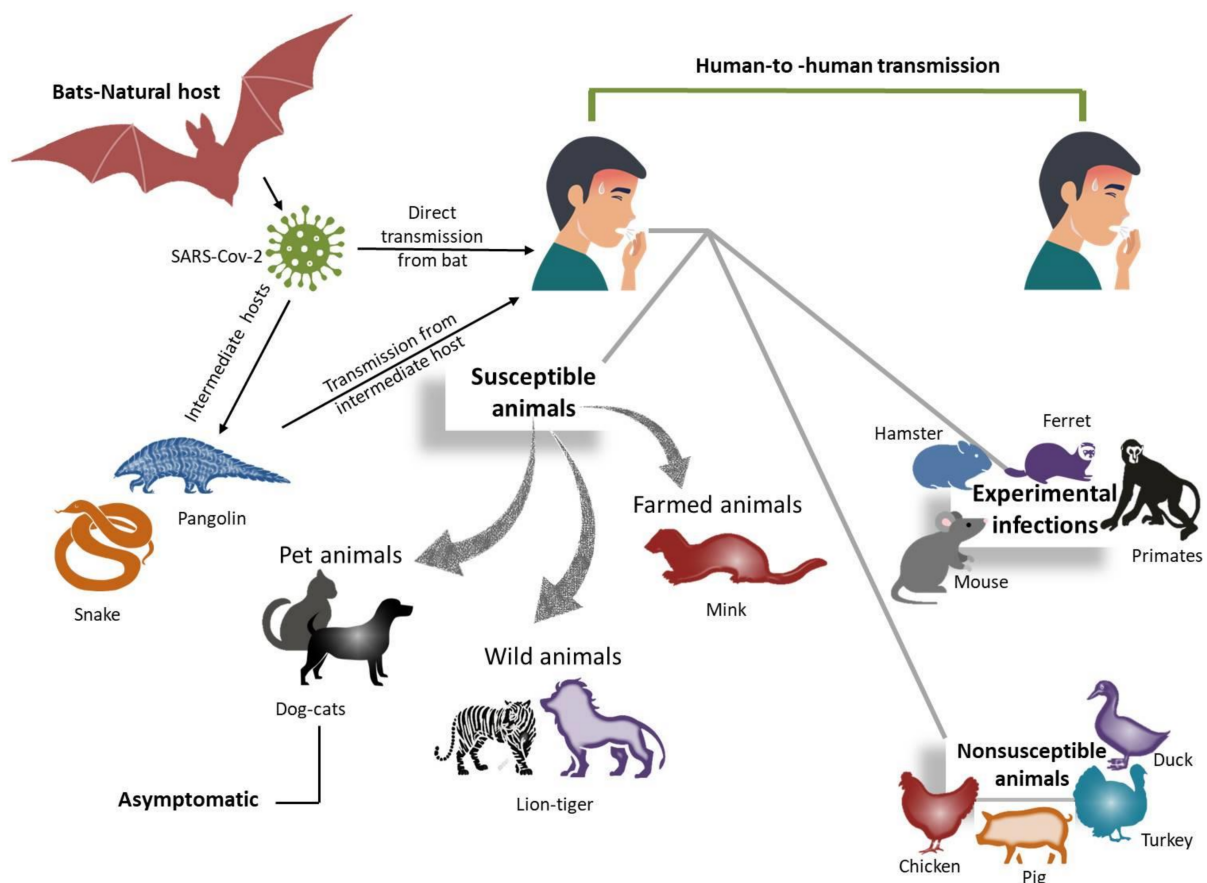 Human-to -human transmission
Bats-Natural host
SARS-Cov-2
Direct
transmission
from bat
Intermediate hosts
Transmission from
intermediate host
Pangolin
Snake
Susceptible
animals
Pet animals
Dog-cats
Asymptomatic
Wild animals
Lion-tiger
Farmed animals
Mink
Hamster
Ferret
Experimental
infections
Mouse
Primates
Nonsusceptible
animals
Duck
Chicken
Pig
Turkey